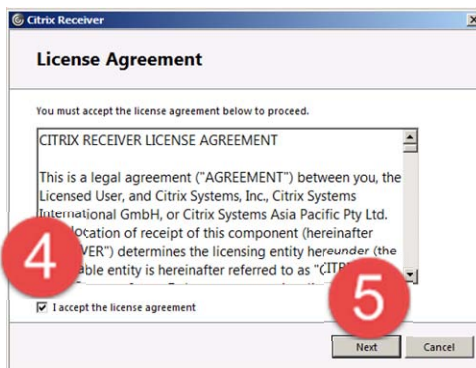 Citrix Receiver
License Agreement
You must accept the license agreement below to proceed.
CITRIX RECEIVER LICENSE AGREEMENT
This is a legal agreement ("AGREEMENT") between you, the
Licensed User, and Citrix Systems, Inc., Citrix Systems
International GmbH, or Citrix Systems Asia Pacific Pty Ltd.
location of receipt of this component (hereinafter
VER") determines the licensing entity hereunder (the
able entity is hereinafter referred to as "CITR
4
5
I accept the license agreement
Next
Cancel